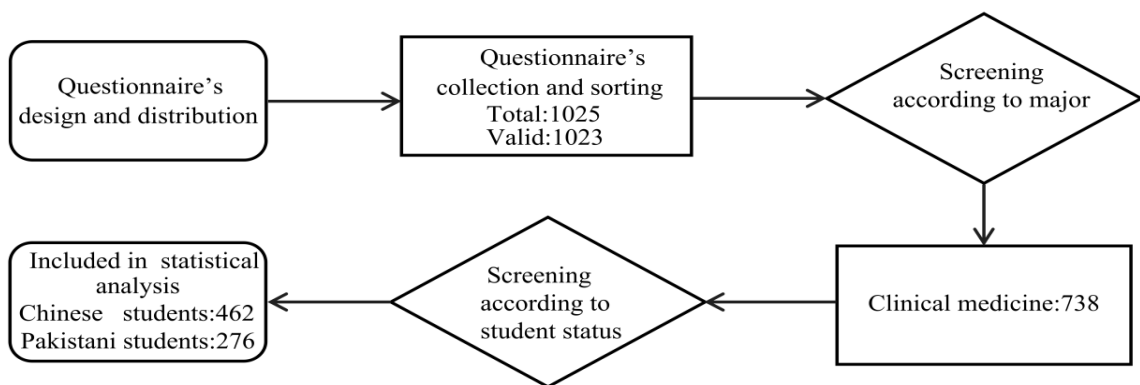 Questionnaire's
design and distribution
Questionnaire's
collection and sorting
Total:1025
Valid:1023
Screening
according to major
Clinical medicine:738
Screening
according to
student status
Included in statistical
analysis
Chinese students:462
Pakistani students:276